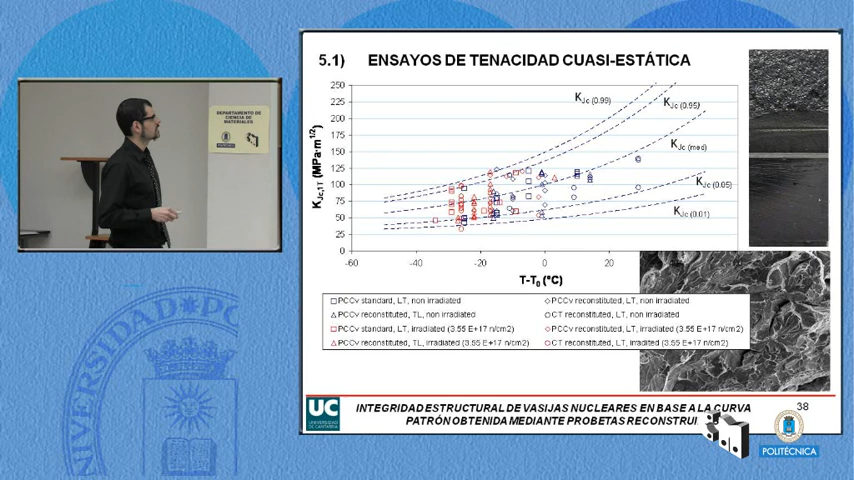 5.1) ENSAYOS DE TENACIDAD CUASI-ESTÁTICA
DEPARTAMENTO
DE
CIENCIA DE
MATERIALES
250
225
200
175
150
125
100
75
50
25
0
KJc,1T (MPa·m1/2)
KJc(0.99)
KJc(0.95)
KJc(med)
KJc(0.05)
KJc(0.01)
-60
-40
-20
0
20
T-T0 (°C)
PCCv standard, LT, non irradiated
PCCv reconstituted, LT, non irradiated
PCCv reconstituted, TL, non irradiated
CT reconstituted, LT, non irradiated
PCCv standard, LT, irradiated (3.55 E+17 n/cm2)
PCCv reconstituted, LT, irradiated (3.55 E+17 n/cm2)
PCCv reconstituted, TL, irradiated (3.55 E+17 n/cm2)
CT reconstituted, LT, irradited (3.55 E+17 n/cm2)
UC
UNIVERSIDAD
DE CANTABRIA
INTEGRIDAD ESTRUCTURAL DE VASIJAS NUCLEARES EN BASE A LA CURVA
PATRÓN OBTENIDA MEDIANTE PROBETAS RECONSTRUI
38
POLITÉCNICA
VERSIDAD·PO